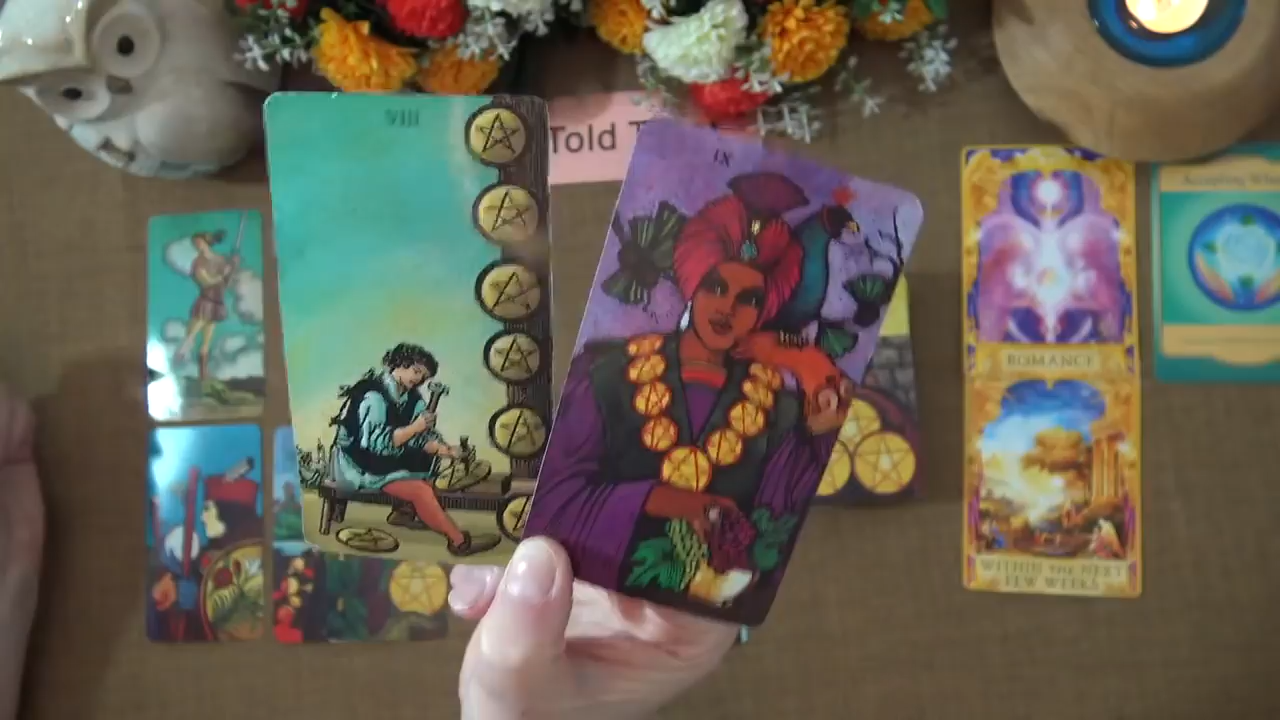 VIII
Told
IX
ROMANCE
WITHIN THE NEXT
FEW WEEKS